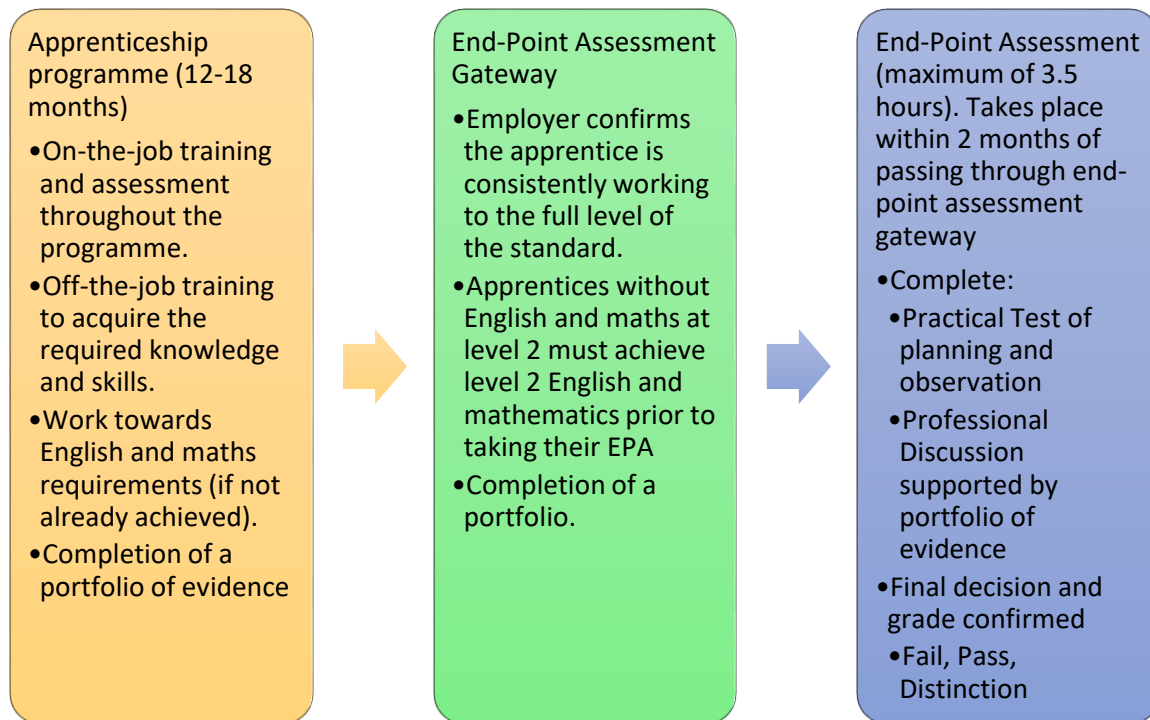 Apprenticeship
programme (12-18
months)
•On-the-job training
and assessment
throughout the
programme.
•Off-the-job training
to acquire the
required knowledge
and skills.
•Work towards
English and maths
requirements (if not
already achieved).
•Completion of a
portfolio of evidence
End-Point Assessment
Gateway
•Employer confirms
the apprentice is
consistently working
to the full level of
the standard.
•Apprentices without
English and maths at
level 2 must achieve
level 2 English and
mathematics prior to
taking their EPA
•Completion of a
portfolio.
End-Point Assessment
(maximum of 3.5
hours). Takes place
within 2 months of
passing through end-
point assessment
gateway
•Complete:
•Practical Test of
planning and
observation
•Professional
Discussion
supported by
portfolio of
evidence
•Final decision and
grade confirmed
•Fail, Pass,
Distinction